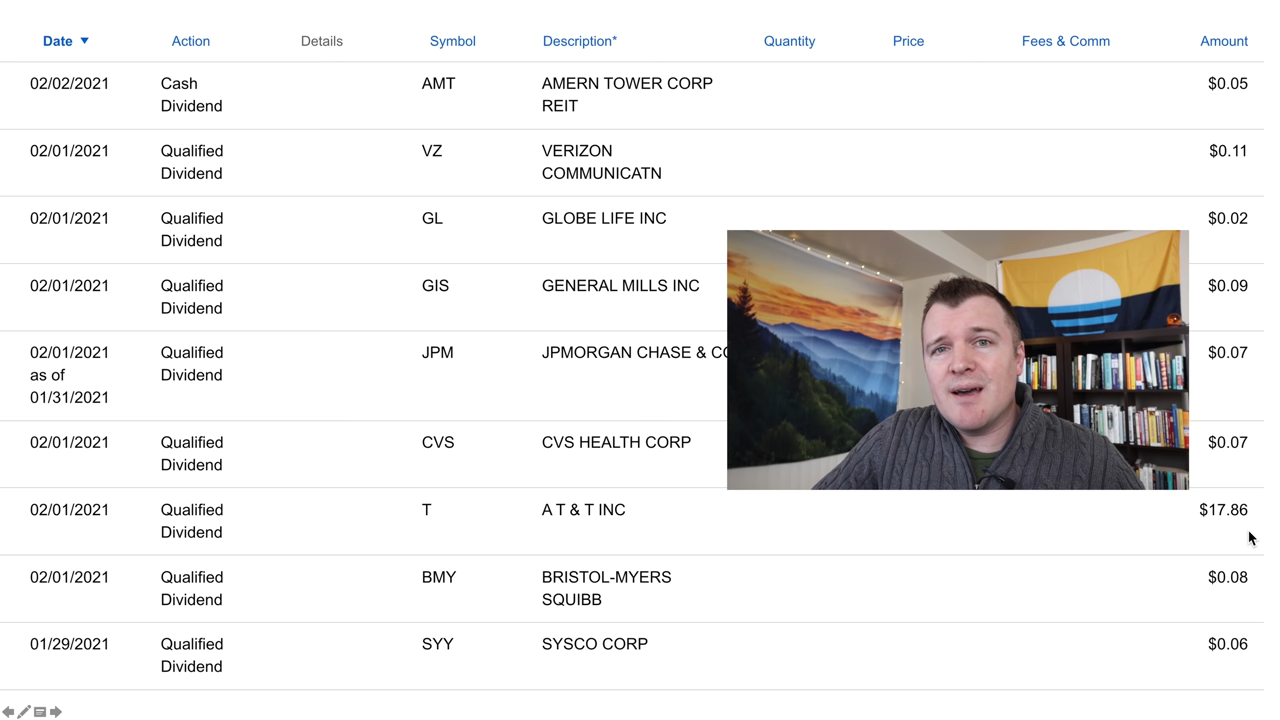 Date ▼ Action Details Symbol Description* Quantity Price Fees & Comm Amount
02/02/2021 Cash AMT AMERN TOWER CORP $0.05
Dividend REIT
02/01/2021 Qualified VZ VERIZON $0.11
Dividend COMMUNICATN
02/01/2021 Qualified GL GLOBE LIFE INC $0.02
Dividend
02/01/2021 Qualified GIS GENERAL MILLS INC $0.09
Dividend
02/01/2021 Qualified JPM JPMORGAN CHASE & CO $0.07
as of Dividend
01/31/2021
02/01/2021 Qualified CVS CVS HEALTH CORP $0.07
Dividend
02/01/2021 Qualified T A T & T INC $17.86
Dividend
02/01/2021 Qualified BMY BRISTOL-MYERS $0.08
Dividend SQUIBB
01/29/2021 Qualified SYY SYSCO CORP $0.06
Dividend